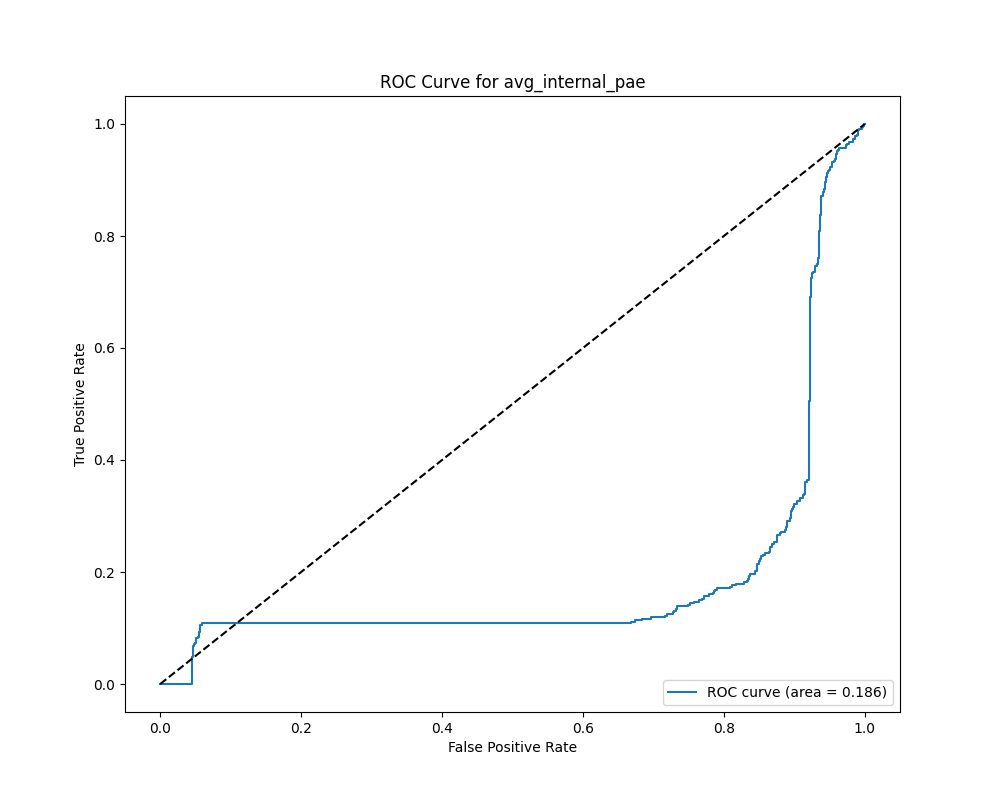 ROC Curve for avg_internal_pae
True Positive Rate
1.0
0.8
0.6
0.4
0.2
0.0
ROC curve (area = 0.186)
0.0 0.2 0.4 0.6 0.8 1.0
False Positive Rate